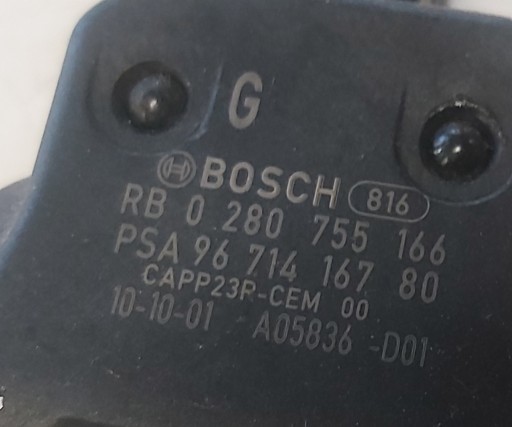 G
BOSCH 816
RB 0 280 755 166
PSA 96 714 167 80
CAPP23R-CEM 00
10-10-01 A05836 -D01